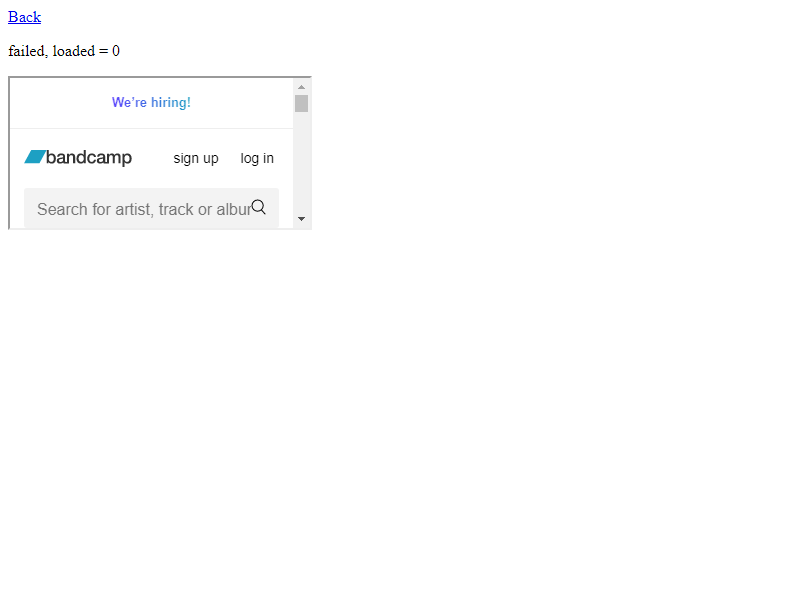 Back
failed, loaded = 0
We're hiring!
bandcamp
sign up
log in
Search for artist, track or albur